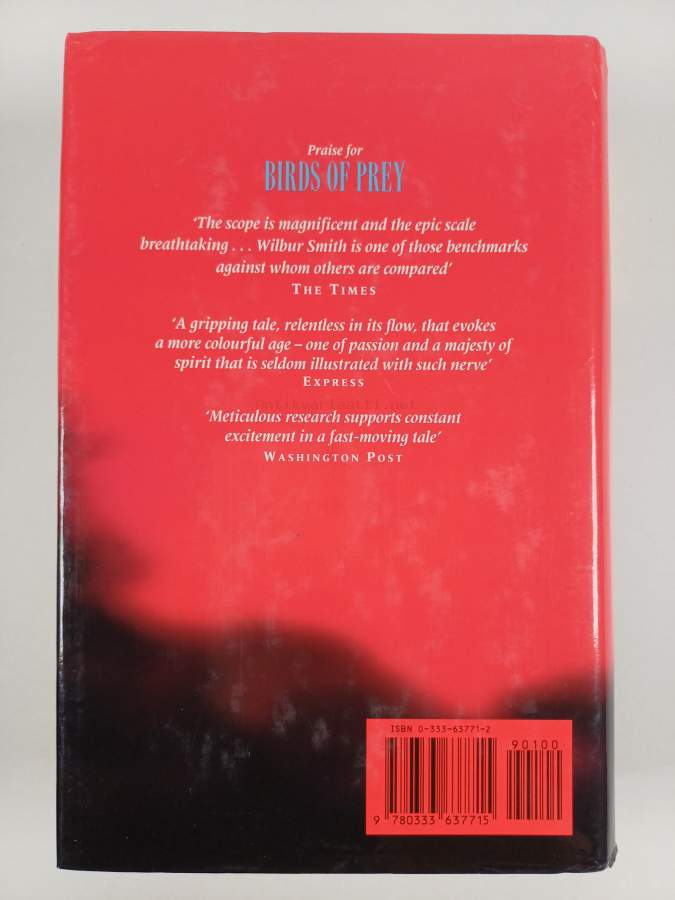 Praise for
BIRDS OF PREY
‘The scope is magnificent and the epic scale
breathtaking . . . Wilbur Smith is one of those benchmarks
against whom others are compared’
THE TIMES
‘A gripping tale, relentless in its flow, that evokes
a more colourful age – one of passion and a majesty of
spirit that is seldom illustrated with such nerve’
EXPRESS
antikvariaatti.net
‘Meticulous research supports constant
excitement in a fast-moving tale’
WASHINGTON POST
ISBN 0-333-63771-2
90100
9 780333 637715